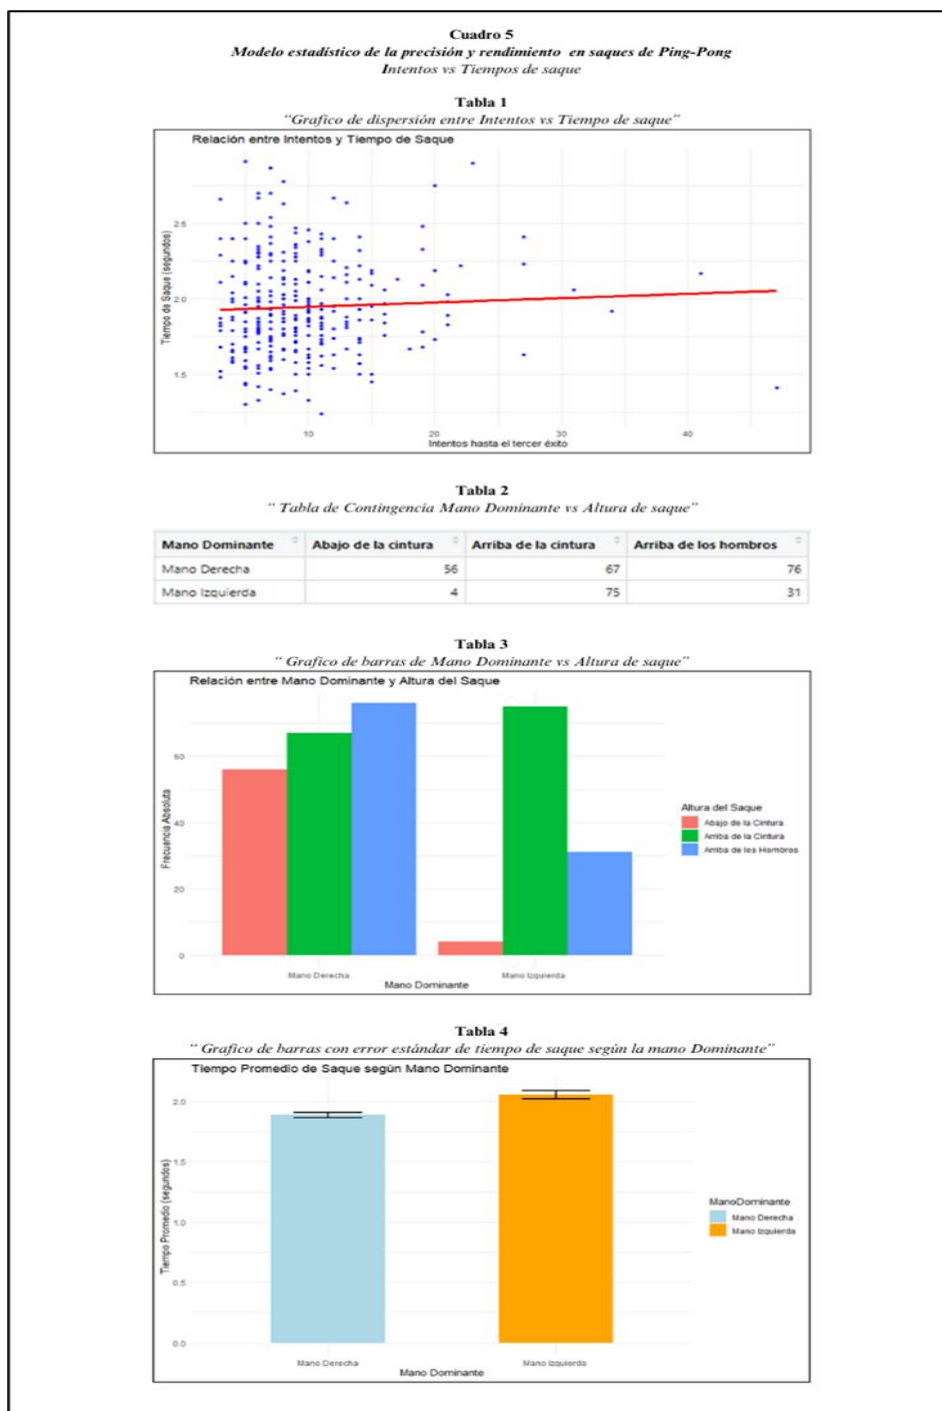 Cuadro 5
Modelo estadístico de la precisión y rendimiento en saques de Ping-Pong
Intentos vs Tiempos de saque
Tabla 1
“Grafico de dispersión entre Intentos vs Tiempo de saque”
Relación entre Intentos y Tiempo de Saque
Tiempo de Saque (segundos)
2.5
2.0
1.5
10 20 30 40
Intentos hasta el tercer éxito
Tabla 2
“ Tabla de Contingencia Mano Dominante vs Altura de saque”
Mano Dominante Abajo de la cintura Arriba de la cintura Arriba de los hombros
Mano Derecha 56 67 76
Mano Izquierda 4 75 31
Tabla 3
“ Grafico de barras de Mano Dominante vs Altura de saque”
Relación entre Mano Dominante y Altura del Saque
Frecuencia Absoluta
60
40
20
0
Mano Derecha Mano Izquierda
Mano Dominante
Altura del Saque
Abajo de la Cintura
Arriba de la Cintura
Arriba de los Hombros
Tabla 4
“ Grafico de barras con error estándar de tiempo de saque según la mano Dominante”
Tiempo Promedio de Saque según Mano Dominante
Tiempo Promedio (segundos)
2.0
1.5
1.0
0.5
0.0
Mano Derecha Mano Izquierda
Mano Dominante
ManoDominante
Mano Derecha
Mano Izquierda